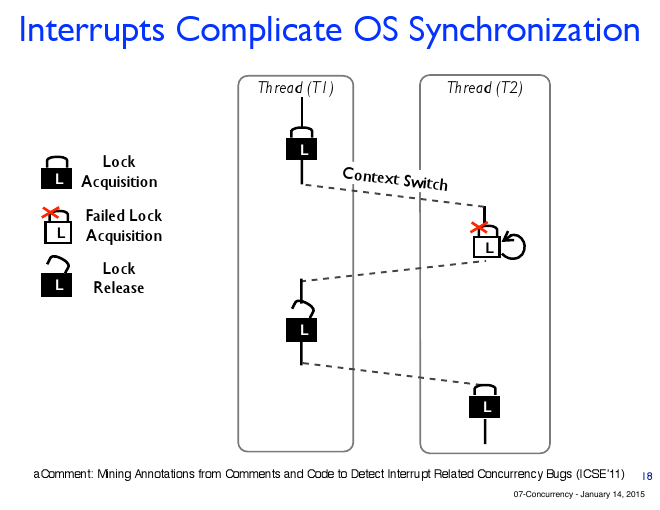 Interrupts Complicate OS Synchronization
Thread (T1)
Thread (T2)
L
Context Switch
Lock
L
Acquisition
Failed Lock
L
Acquisition
L
Lock
L
Release
L
L
aComment: Mining Annotations from Comments and Code to Detect Interrupt Related Concurrency Bugs (ICSE'11)
18
07-Concurrency - January 14, 2015